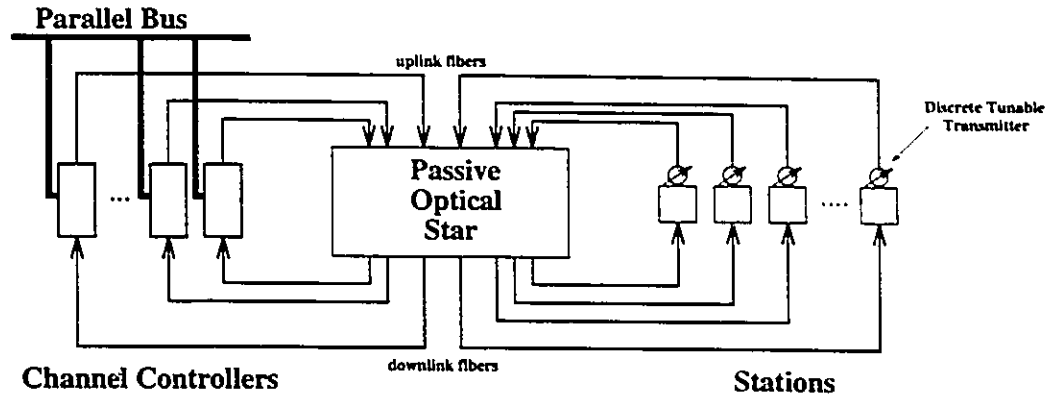 Parallel Bus
uplink fibers
Discrete Tunable
Transmitter
Passive
Optical
Star
...
....
downlink fibers
Channel Controllers
Stations